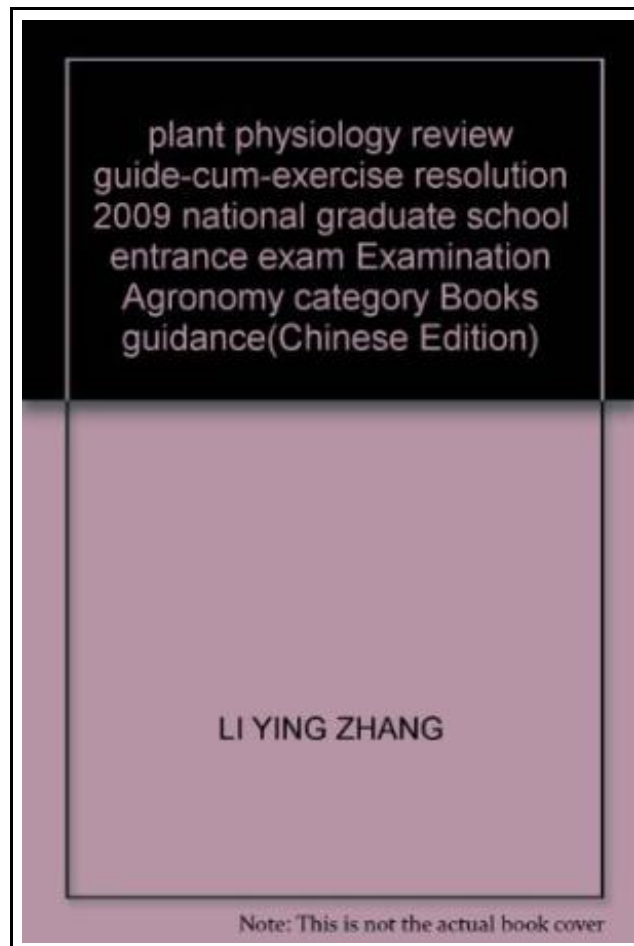 plant physiology review
guide-cum-exercise resolution
2009 national graduate school
entrance exam Examination
Agronomy category Books
guidance(Chinese Edition)
LI YING ZHANG
Note: This is not the actual book cover